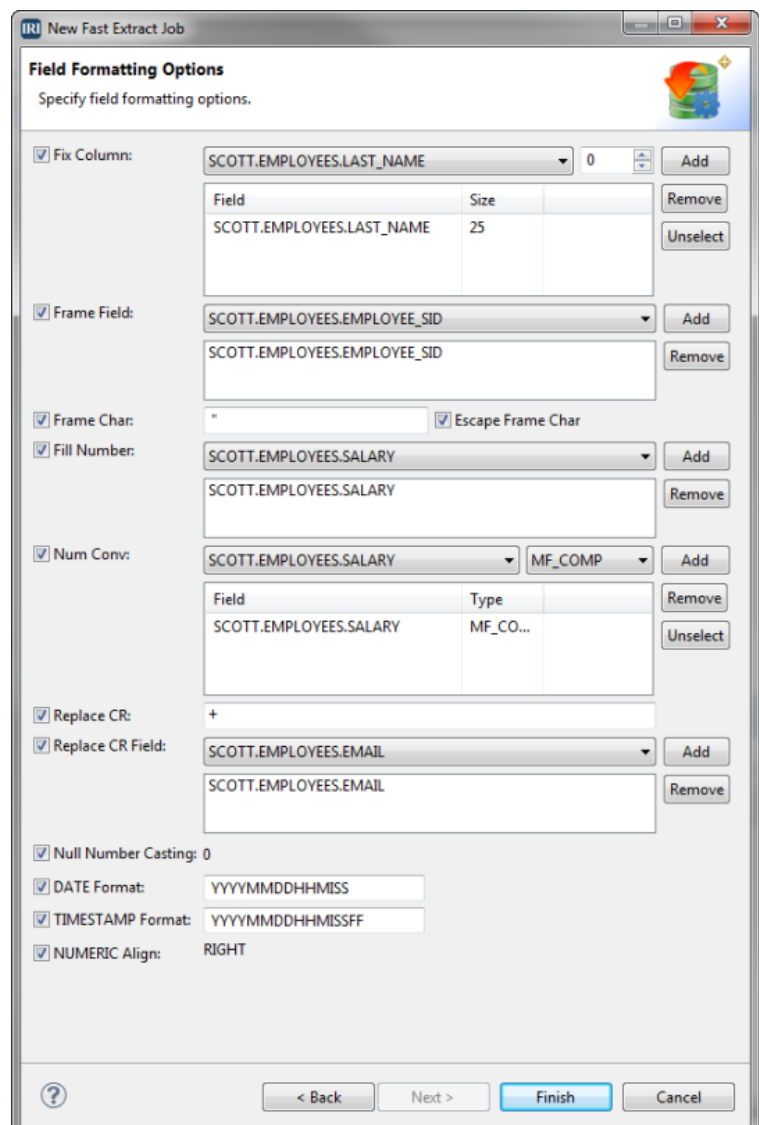 IRI New Fast Extract Job
Field Formatting Options
Specify field formatting options.
Fix Column: SCOTT.EMPLOYEES.LAST_NAME 0 Add
Field Size Remove
SCOTT.EMPLOYEES.LAST_NAME 25 Unselect
Frame Field: SCOTT.EMPLOYEES.EMPLOYEE_SID Add
SCOTT.EMPLOYEES.EMPLOYEE_SID Remove
Frame Char: " Escape Frame Char
Fill Number: SCOTT.EMPLOYEES.SALARY Add
SCOTT.EMPLOYEES.SALARY Remove
Num Conv: SCOTT.EMPLOYEES.SALARY MF_COMP Add
Field Type Remove
SCOTT.EMPLOYEES.SALARY MF_CO... Unselect
Replace CR: +
Replace CR Field: SCOTT.EMPLOYEES.EMAIL Add
SCOTT.EMPLOYEES.EMAIL Remove
Null Number Casting: 0
DATE Format: YYYYMMDDHHMISS
TIMESTAMP Format: YYYYMMDDHHMISSFF
NUMERIC Align: RIGHT
? < Back Next > Finish Cancel